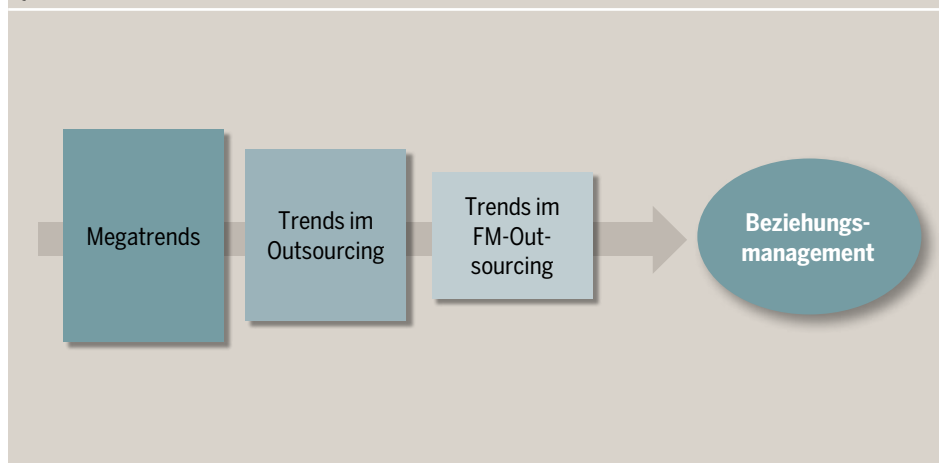 Megatrends
Trends im
Outsourcing
Trends im
FM-Out-
sourcing
Beziehungs-
management